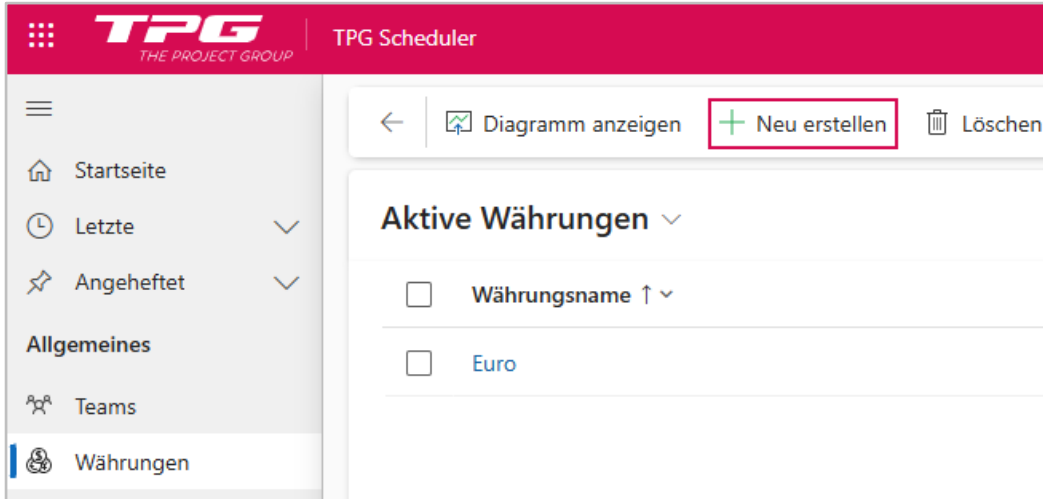 TPG
THE PROJECT GROUP
TPG Scheduler
Diagramm anzeigen
Neu erstellen
Löschen
Startseite
Letzte
Angeheftet
Allgemeines
Teams
Währungen
Aktive Währungen
Währungsname
Euro